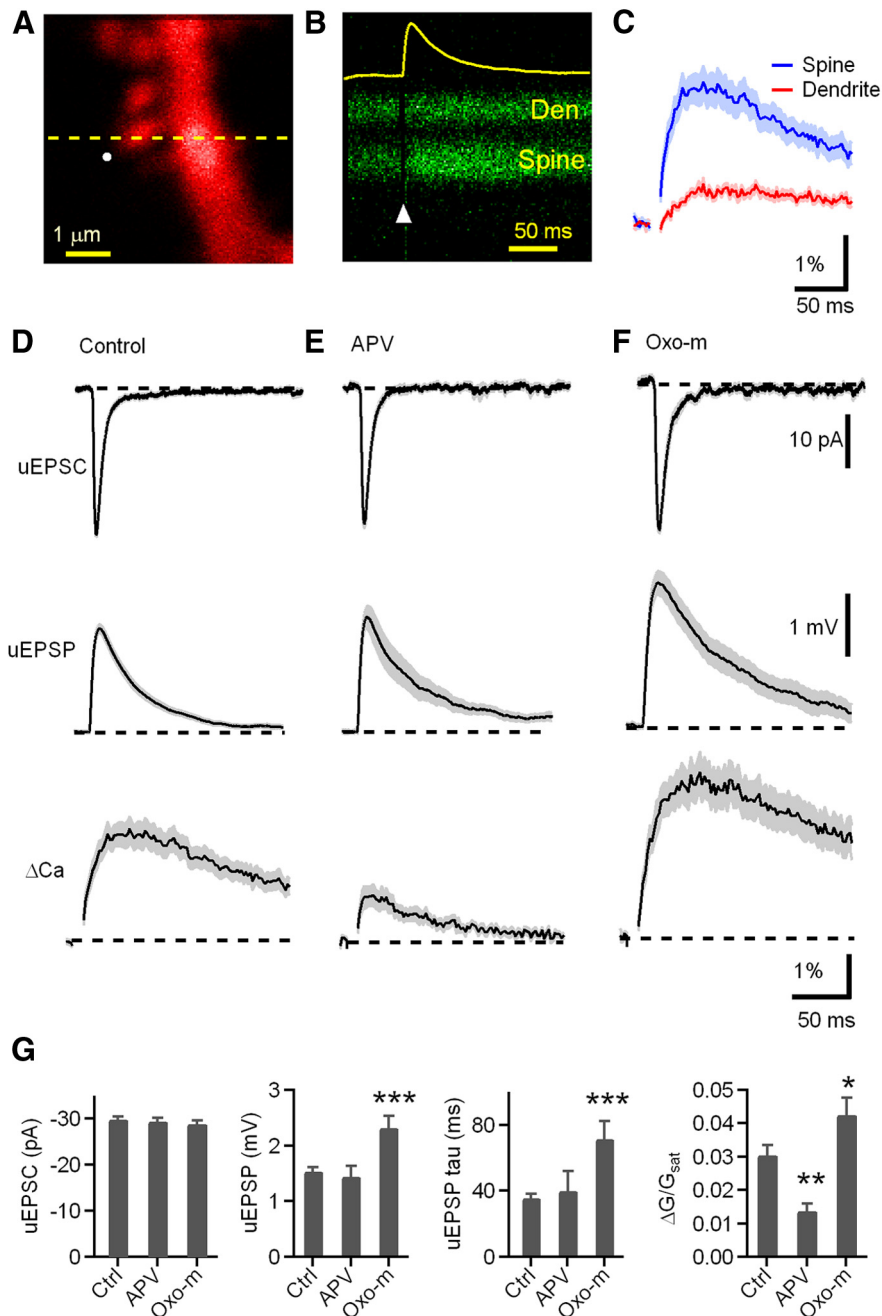 A
B
C
Den
Spine
1 μm
50 ms
Spine
Dendrite
1%
50 ms
D
Control
E
APV
F
Oxo-m
uEPSC
10 pA
uEPSP
1 mV
ΔCa
1%
50 ms
G
uEPSC (pA)
-30
-20
-10
0
Ctrl
APV
Oxo-m
uEPSP (mV)
3
2
1
0
***
Ctrl
APV
Oxo-m
uEPSP tau (ms)
80
40
0
***
Ctrl
APV
Oxo-m
ΔG/Gsat
0.05
0.04
0.03
0.02
0.01
0.00
**
*
Ctrl
APV
Oxo-m